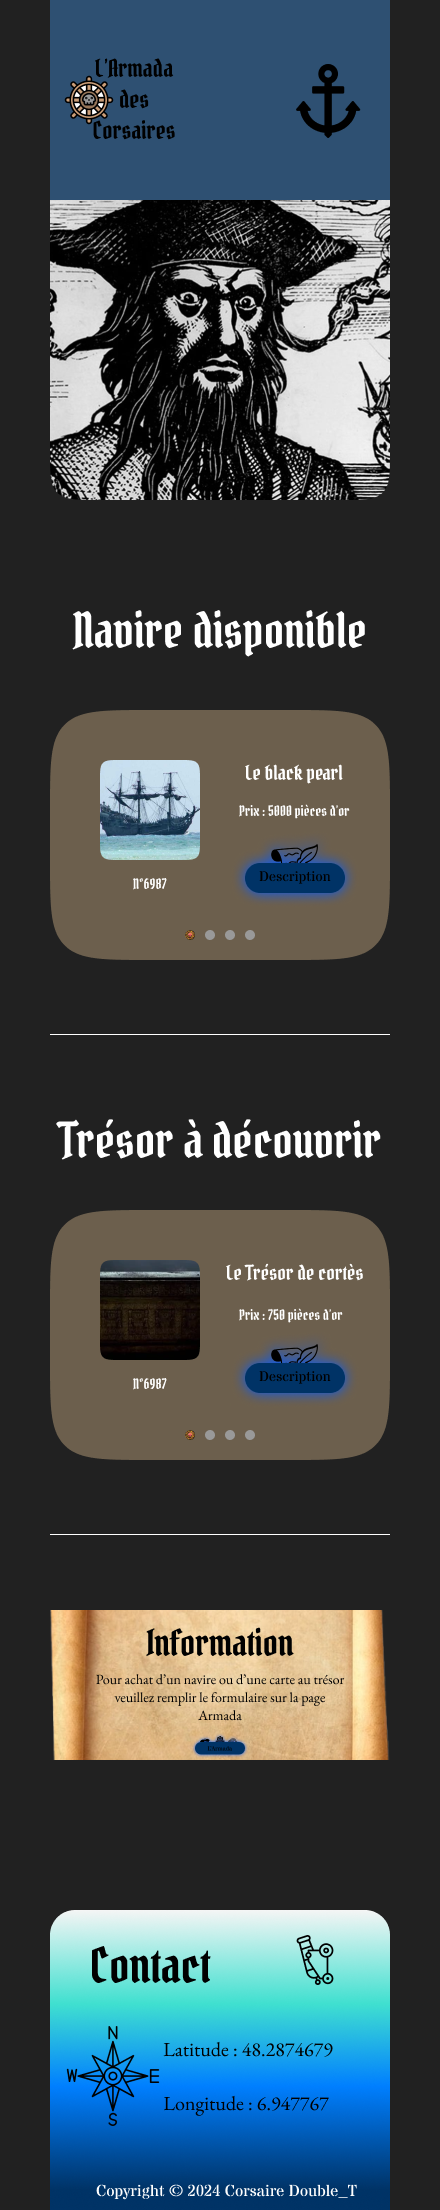 L'Armada
des
Corsaires
Navire disponible
Le black pearl
Prix : 5000 pièces d'or
N°6987
Description
Trésor à découvrir
Le Trésor de cortès
Prix : 750 pièces d'or
N°6987
Description
Information
Pour achat d'un navire ou d'une carte au trésor
veuillez remplir le formulaire sur la page
Armada
Contact
N
W E
S
Latitude : 48.2874679
Longitude : 6.947767
Copyright © 2024 Corsaire Double_T